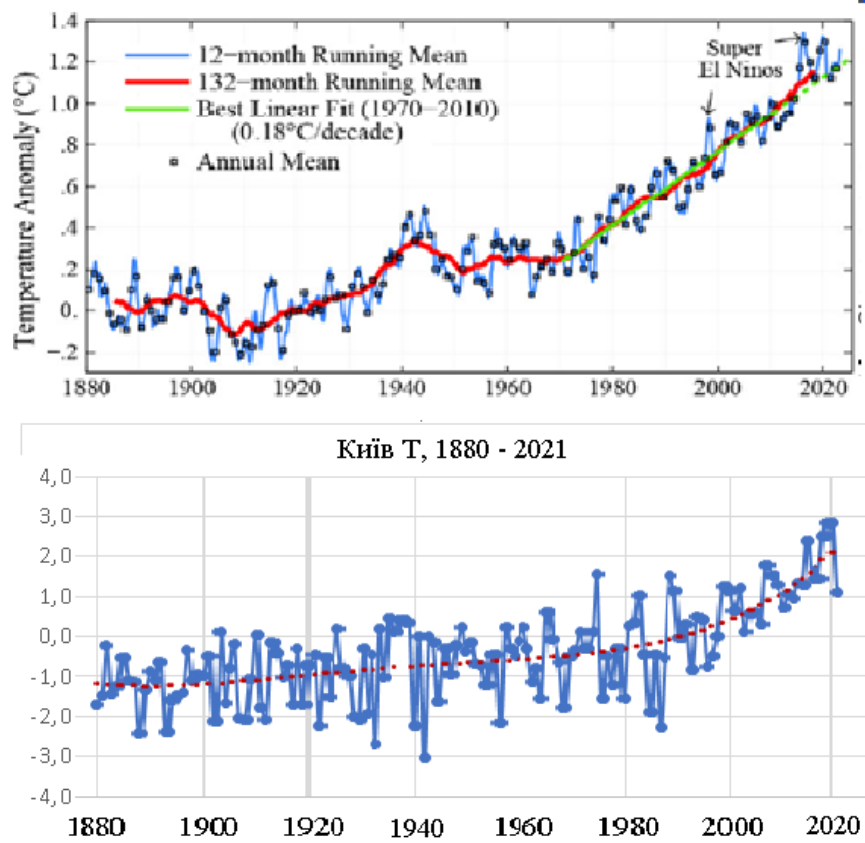 1.4
1.2
1.0
.8
.6
.4
.2
0.
−.2
Temperature Anomaly (°C)
12−month Running Mean
132−month Running Mean
Best Linear Fit (1970−2010)
(0.18°C/decade)
Annual Mean
Super
El Ninos
1880 1900 1920 1940 1960 1980 2000 2020
Київ Т, 1880 - 2021
4,0
3,0
2,0
1,0
0,0
-1,0
-2,0
-3,0
-4,0
1880 1900 1920 1940 1960 1980 2000 2020